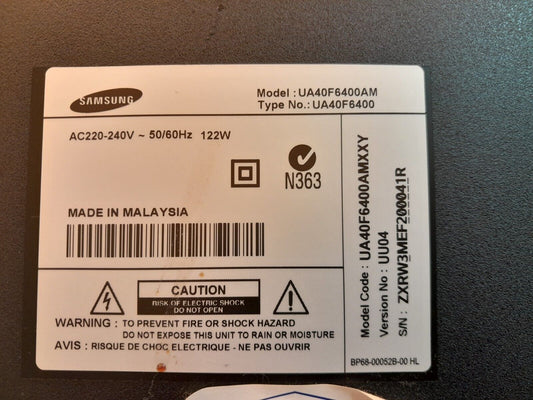 SAMSUNG
Model : UA40F6400AM
Type No.: UA40F6400
AC220-240V ~ 50/60Hz 122W
N363
MADE IN MALAYSIA
CAUTION
RISK OF ELECTRIC SHOCK
DO NOT OPEN
WARNING : TO PREVENT FIRE OR SHOCK HAZARD
DO NOT EXPOSE THIS UNIT TO RAIN OR MOISTURE
AVIS : RISQUE DE CHOC ELECTRIQUE - NE PAS OUVRIR
Model Code : UA40F6400AMXXY
Version No : UU04
S/N : ZXRW3MEF200041R
BP68-00052B-00 HL